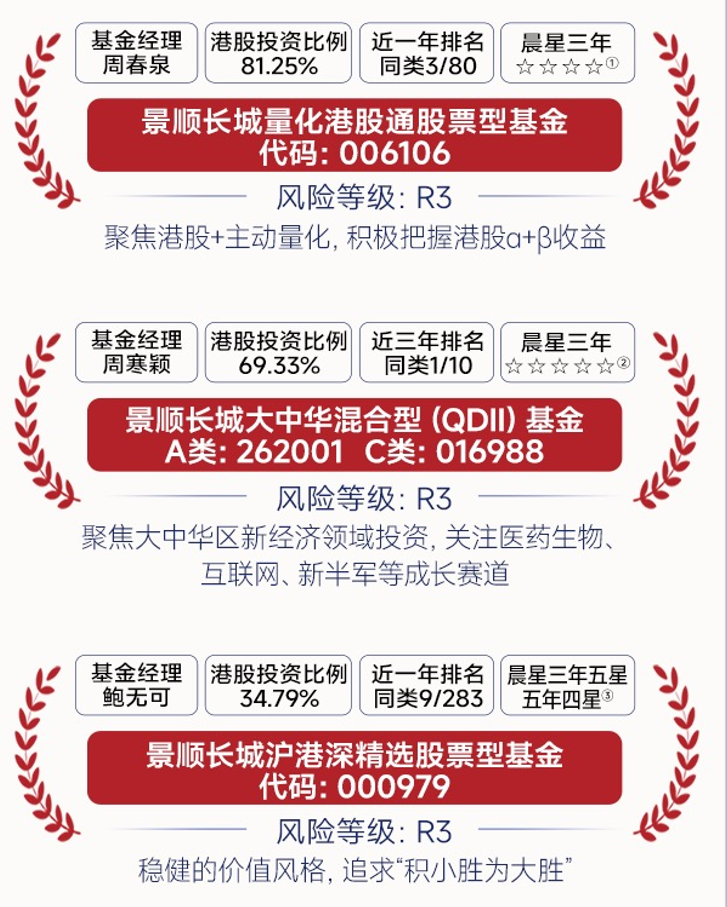 基金经理 港股投资比例 近一年排名 晨星三年
周春泉 81.25% 同类3/80 ☆☆☆☆①
景顺长城量化港股通股票型基金
代码: 006106
风险等级: R3
聚焦港股+主动量化, 积极把握港股α+β收益
基金经理 港股投资比例 近三年排名 晨星三年
周寒颖 69.33% 同类1/10 ☆☆☆☆☆②
景顺长城大中华混合型 (QDII) 基金
A类: 262001 C类: 016988
风险等级: R3
聚焦大中华区新经济领域投资, 关注医药生物、
互联网、新半军等成长赛道
基金经理 港股投资比例 近一年排名 晨星三年五星
鲍无可 34.79% 同类9/283 五年四星③
景顺长城沪港深精选股票型基金
代码: 000979
风险等级: R3
稳健的价值风格, 追求“积小胜为大胜”